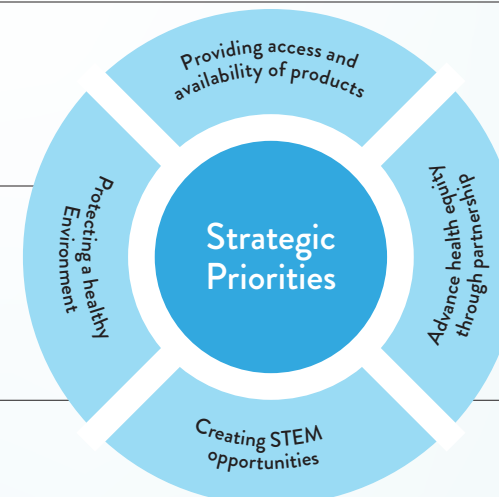 Providing access and
availability of products
Protecting a healthy
Environment
Strategic
Priorities
Advance health equity
through partnership
Creating STEM
opportunities